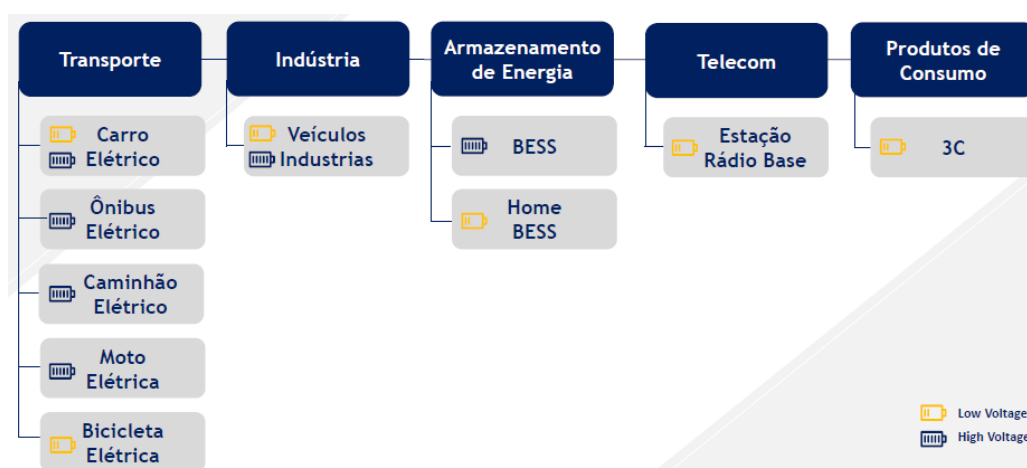 Transporte
Indústria
Armazenamento
de Energia
Telecom
Produtos de
Consumo
Carro
Elétrico
Ônibus
Elétrico
Caminhão
Elétrico
Moto
Elétrica
Bicicleta
Elétrica
Veículos
Industrias
BESS
Home
BESS
Estação
Rádio Base
3C
Low Voltage
High Voltage